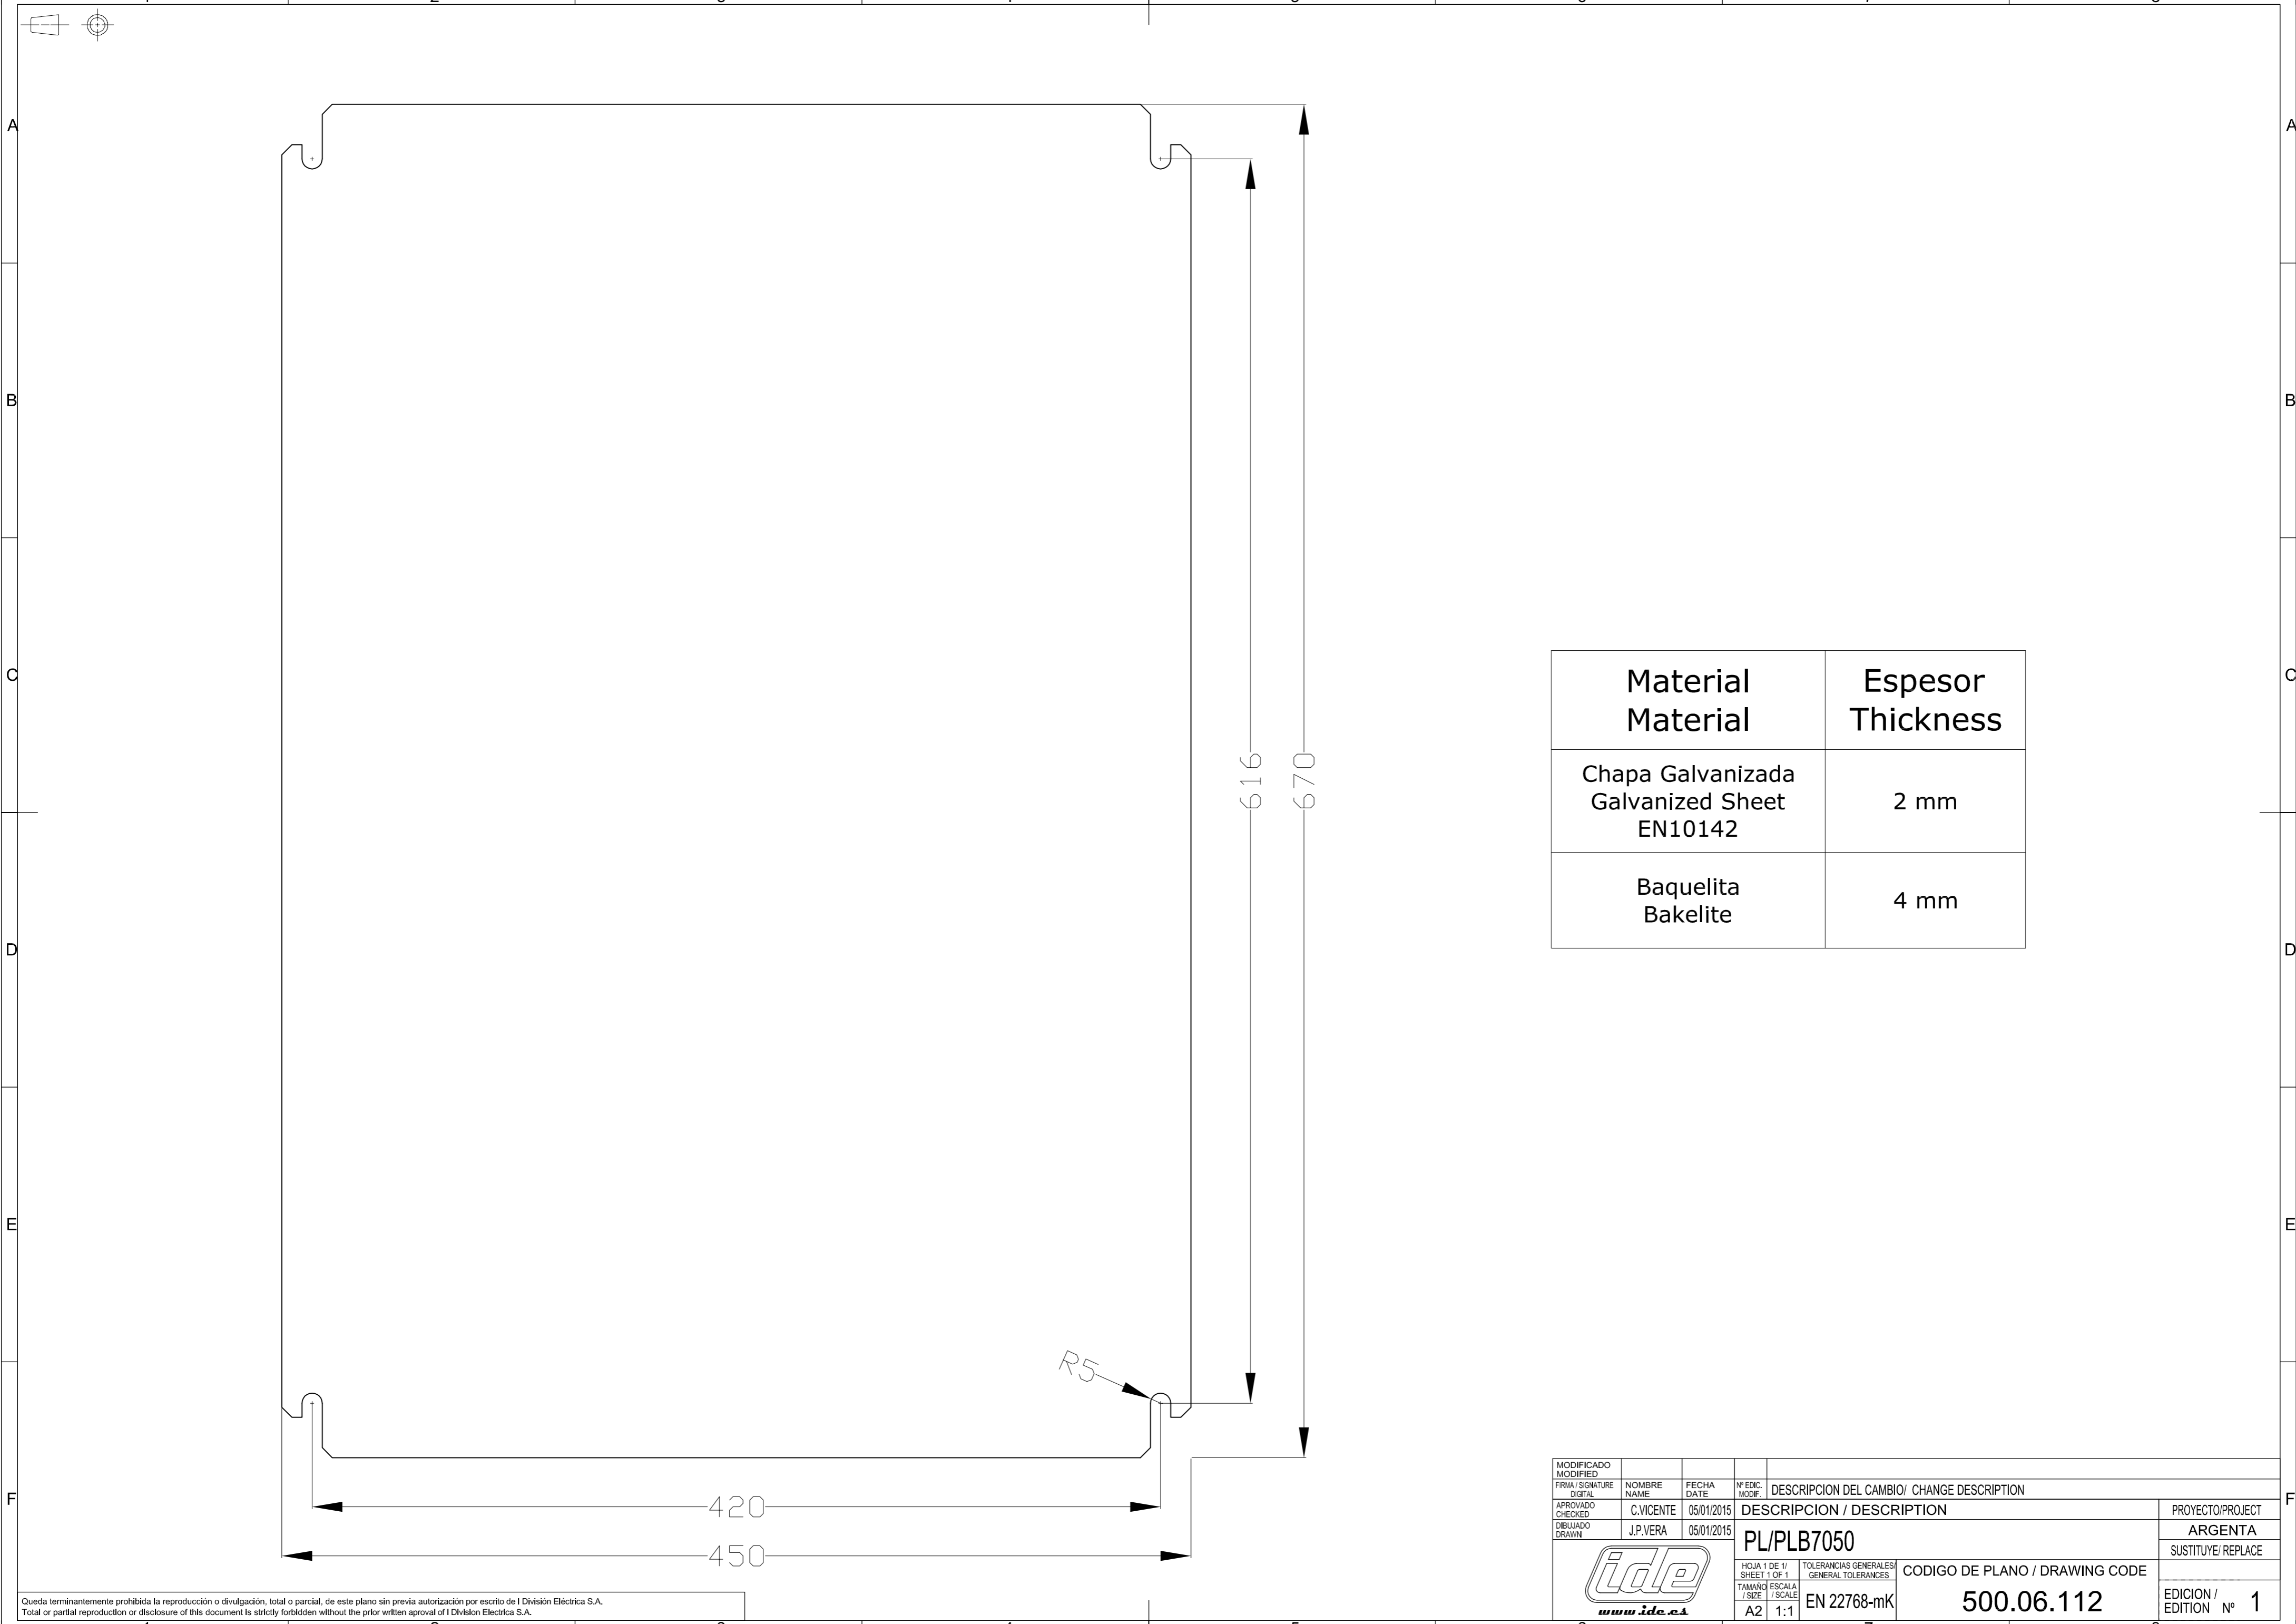 A
A
B
B
C
C
D
D
E
E
F
F
616
670
R5
420
450
Material
Material
Espesor
Thickness
Chapa Galvanizada
Galvanized Sheet
EN10142
2 mm
Baquelita
Bakelite
4 mm
MODIFICADO
MODIFIED
FIRMA / SIGNATURE
DIGITAL
NOMBRE
NAME
FECHA
DATE
Nº EDIC.
MODIF.
DESCRIPCION DEL CAMBIO/ CHANGE DESCRIPTION
APROVADO
CHECKED
C.VICENTE
05/01/2015
DESCRIPCION / DESCRIPTION
PROYECTO/PROJECT
DIBUJADO
DRAWN
J.P.VERA
05/01/2015
PL/PLB7050
ARGENTA
SUSTITUYE/ REPLACE
ide
www.ide.es
HOJA 1 DE 1/
SHEET 1 OF 1
TOLERANCIAS GENERALES/
GENERAL TOLERANCES
CODIGO DE PLANO / DRAWING CODE
TAMAÑO
/ SIZE
ESCALA
/ SCALE
A2
1:1
EN 22768-mK
500.06.112
EDICION /
EDITION Nº 1
Queda terminantemente prohibida la reproducción o divulgación, total o parcial, de este plano sin previa autorización por escrito de I División Eléctrica S.A.
Total or partial reproduction or disclosure of this document is strictly forbidden without the prior written aproval of I Division Electrica S.A.